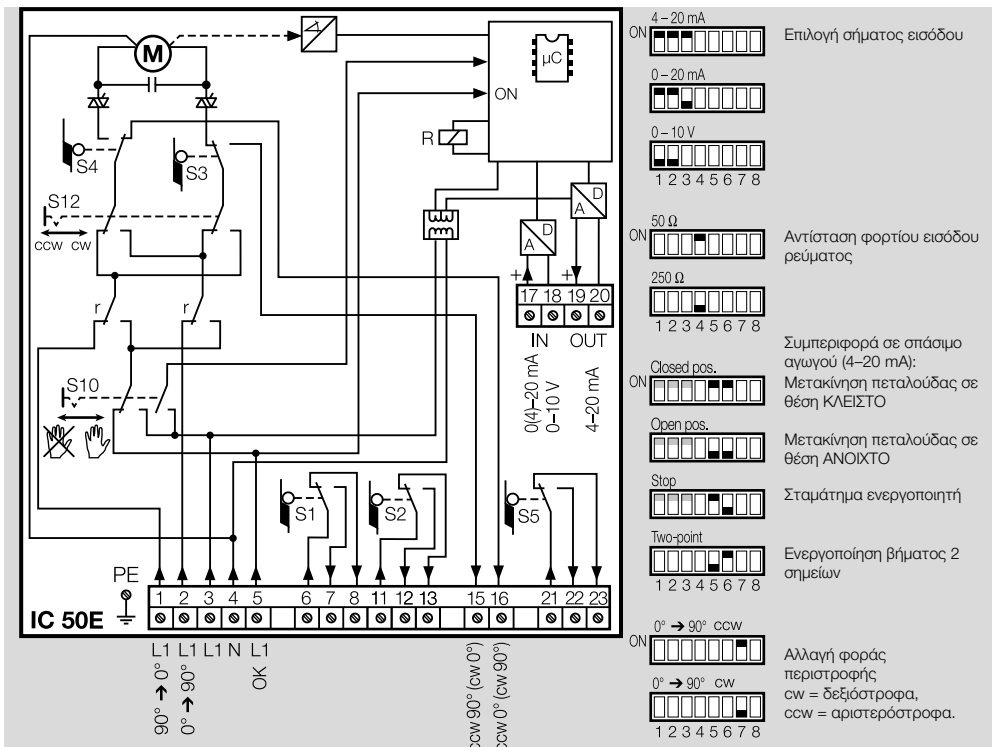 M
µC
ON
R
S4
S3
S12
ccw cw
D
A
D
A
+
+
17 18 19 20
IN OUT
0(4)–20 mA
0–10 V
4–20 mA
r
r
S10
S1
S2
S5
PE
1 2 3 4 5 6 7 8 11 12 13 15 16 21 22 23
IC 50E
L1 L1 L1 N L1
90° ➔ 0°
0° ➔ 90°
OK
ccw 90° (cw 0°)
ccw 0° (cw 90°)
4–20 mA
ON
Επιλογή σήματος εισόδου
0–20 mA
0–10 V
1 2 3 4 5 6 7 8
50 Ω
ON
Αντίσταση φορτίου εισόδου
ρεύματος
250 Ω
1 2 3 4 5 6 7 8
Συμπεριφορά σε σπάσιμο
αγωγού (4–20 mA):
Closed pos.
ON
Μετακίνηση πεταλούδας σε
θέση ΚΛΕΙΣΤΟ
Open pos.
Μετακίνηση πεταλούδας σε
θέση ΑΝΟΙΧΤΟ
Stop
Σταμάτημα ενεργοποιητή
Two-point
Ενεργοποίηση βήματος 2
σημείων
1 2 3 4 5 6 7 8
0° ➔ 90° ccw
ON
Αλλαγή φοράς
περιστροφής
cw = δεξιόστροφα,
ccw = αριστερόστροφα.
0° ➔ 90° cw
1 2 3 4 5 6 7 8